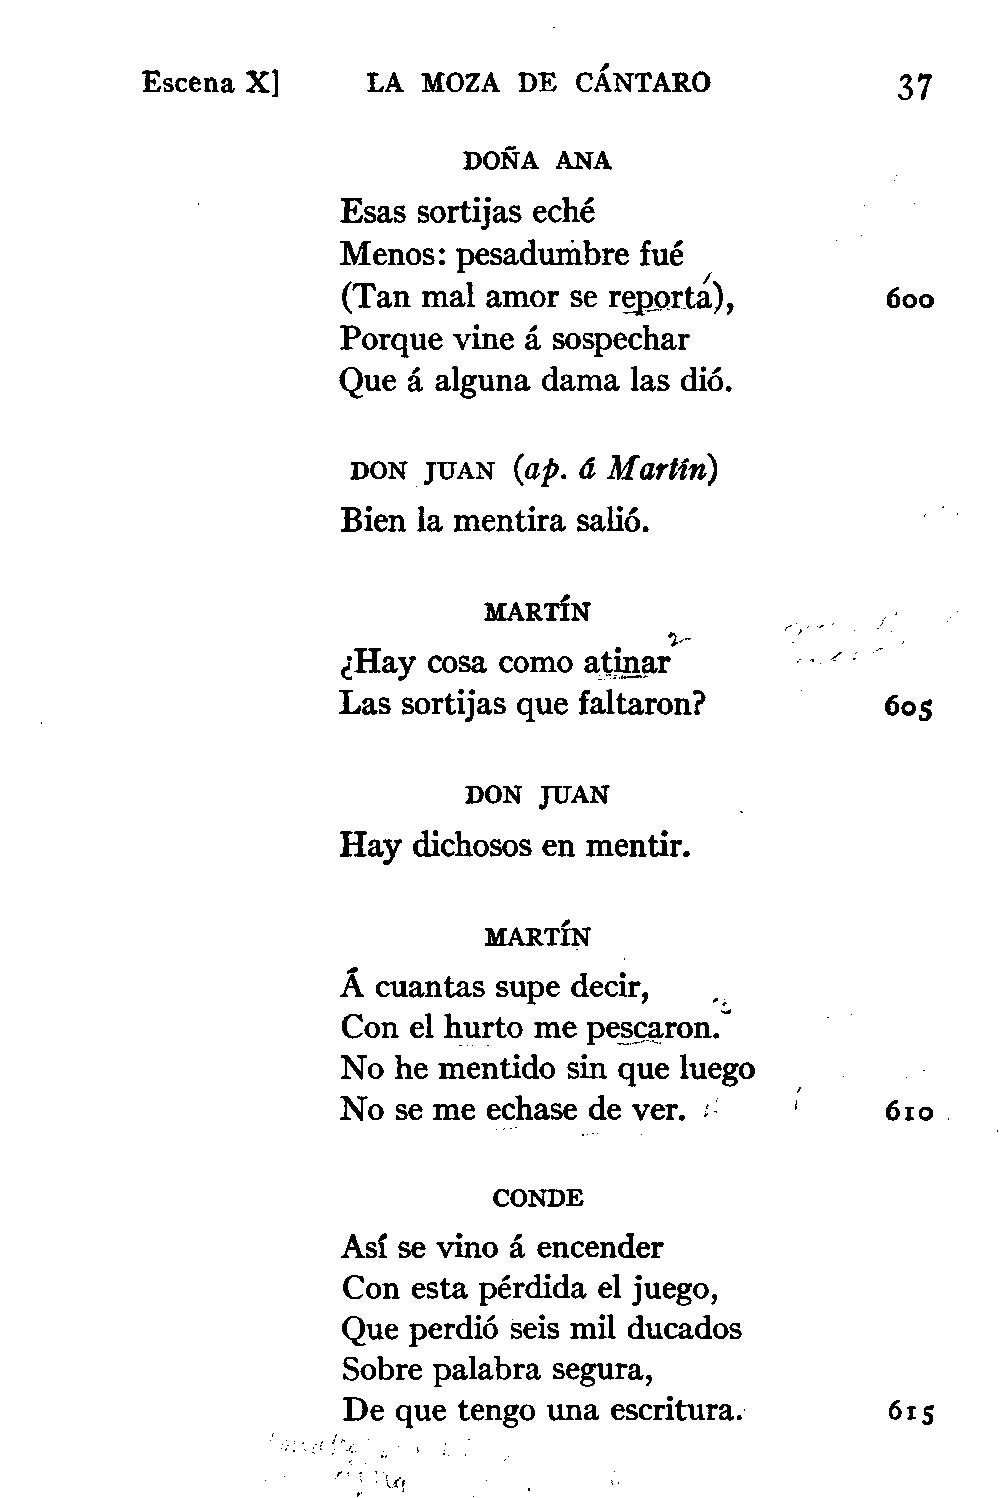 Escena X] LA MOZA DE CÁNTARO 37
DOÑA ANA
Esas sortijas eché
Menos: pesadumbre fué
(Tan mal amor se reporta), 600
Porque vine á sospechar
Que á alguna dama las dió.
DON JUAN (ap. á Martín)
Bien la mentira salió.
MARTÍN
¿Hay cosa como atinar
Las sortijas que faltaron? 605
DON JUAN
Hay dichosos en mentir.
MARTÍN
Á cuantas supe decir,
Con el hurto me pescaron.
No he mentido sin que luego
No se me echase de ver. 610
CONDE
Así se vino á encender
Con esta pérdida el juego,
Que perdió seis mil ducados
Sobre palabra segura,
De que tengo una escritura. 615